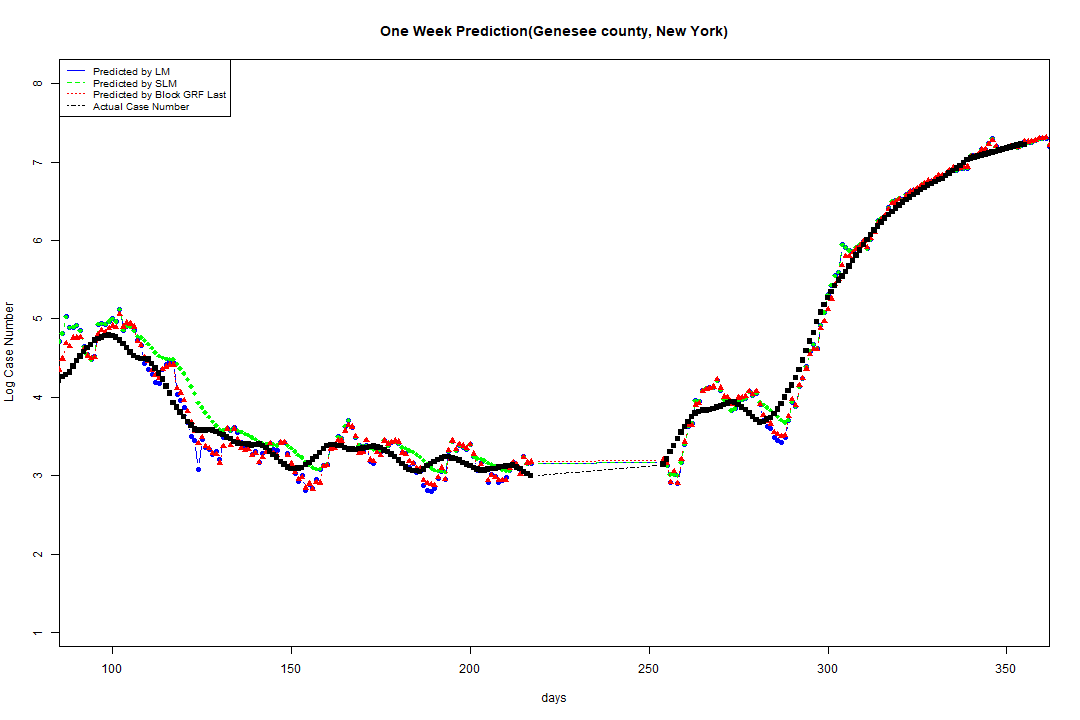 One Week Prediction(Genesee county, New York)
Predicted by LM
Predicted by SLM
Predicted by Block GRF Last
Actual Case Number
8
7
6
5
4
3
2
1
Log Case Number
100 150 200 250 300 350
days